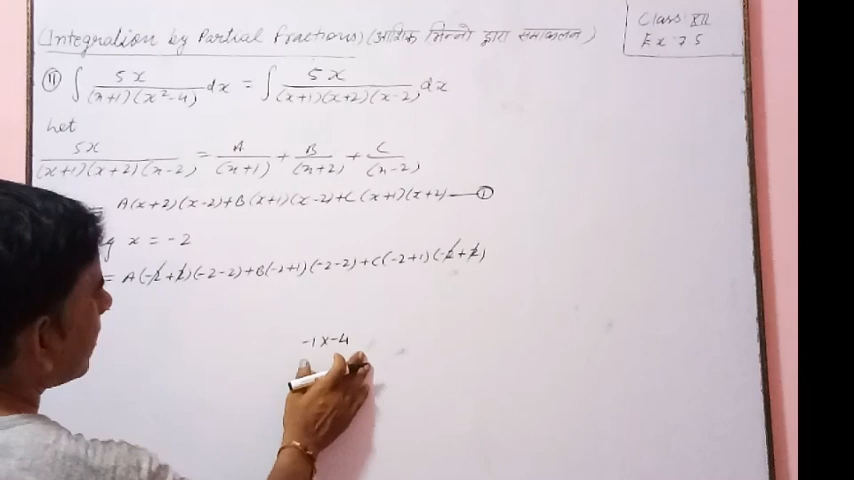 (Integration by Partial fractions) (आंशिक भिन्नो द्वारा समाकलन)
Class XII
Ex 7.5
(11) ∫ 5x/((x+1)(x²-4)) dx = ∫ 5x/((x+1)(x+2)(x-2)) dx
Let
5x/((x+1)(x+2)(x-2)) = A/(x+1) + B/(x+2) + C/(x-2)
= A(x+2)(x-2)+B(x+1)(x-2)+C(x+1)(x+2) — (1)
x = -2
= A(-2+2)(-2-2)+B(-2+1)(-2-2)+C(-2+1)(-2+2)
-1×-4